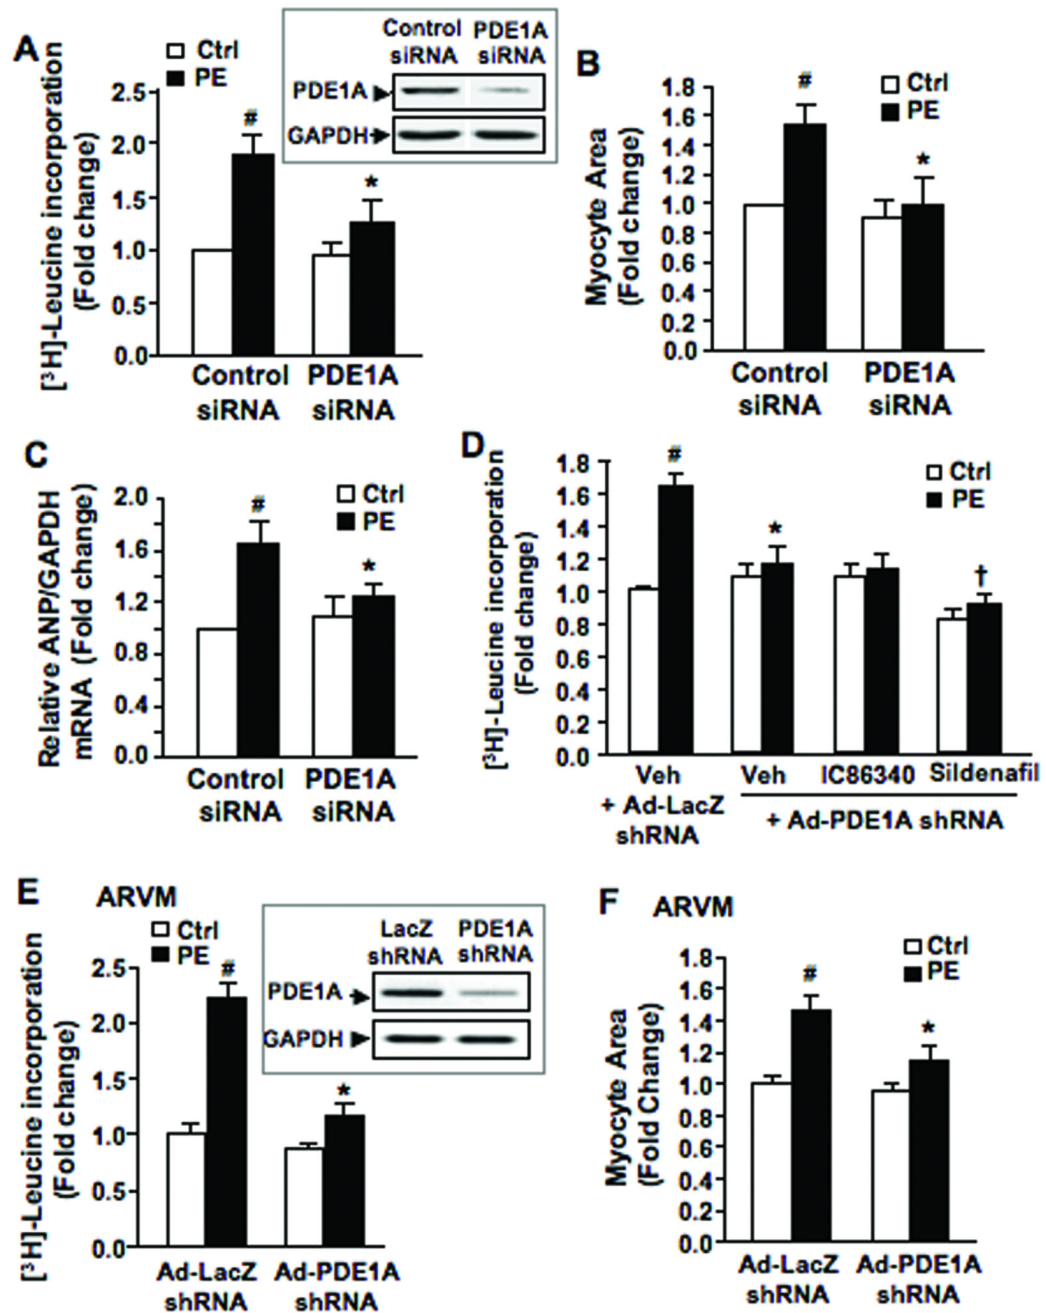 A
[³H]-Leucine incorporation
(Fold change)
Ctrl
PE
2.5
2.0
1.5
1.0
0.5
0.0
#
*
Control
siRNA
PDE1A
siRNA
Control
siRNA
PDE1A
siRNA
PDE1A
GAPDH
B
Myocyte Area
(Fold change)
1.8
1.6
1.4
1.2
1.0
0.8
0.6
0.4
0.2
0.0
#
*
Ctrl
PE
Control
siRNA
PDE1A
siRNA
C
Relative ANP/GAPDH
mRNA (Fold change)
2.0
1.6
1.2
0.8
0.4
0.0
#
*
Ctrl
PE
Control
siRNA
PDE1A
siRNA
D
[³H]-Leucine incorporation
(Fold change)
1.8
1.6
1.4
1.2
1.0
0.8
0.6
0.4
0.2
0.0
#
*
†
Ctrl
PE
Veh
+ Ad-LacZ
shRNA
Veh IC86340 Sildenafil
+ Ad-PDE1A shRNA
E ARVM
[³H]-Leucine incorporation
(Fold change)
Ctrl
PE
2.5
2.0
1.5
1.0
0.5
0.0
#
*
LacZ
shRNA
PDE1A
shRNA
PDE1A
GAPDH
Ad-LacZ
shRNA
Ad-PDE1A
shRNA
F ARVM
Myocyte Area
(Fold Change)
1.8
1.6
1.4
1.2
1.0
0.8
0.6
0.4
0.2
0.0
#
*
Ctrl
PE
Ad-LacZ
shRNA
Ad-PDE1A
shRNA